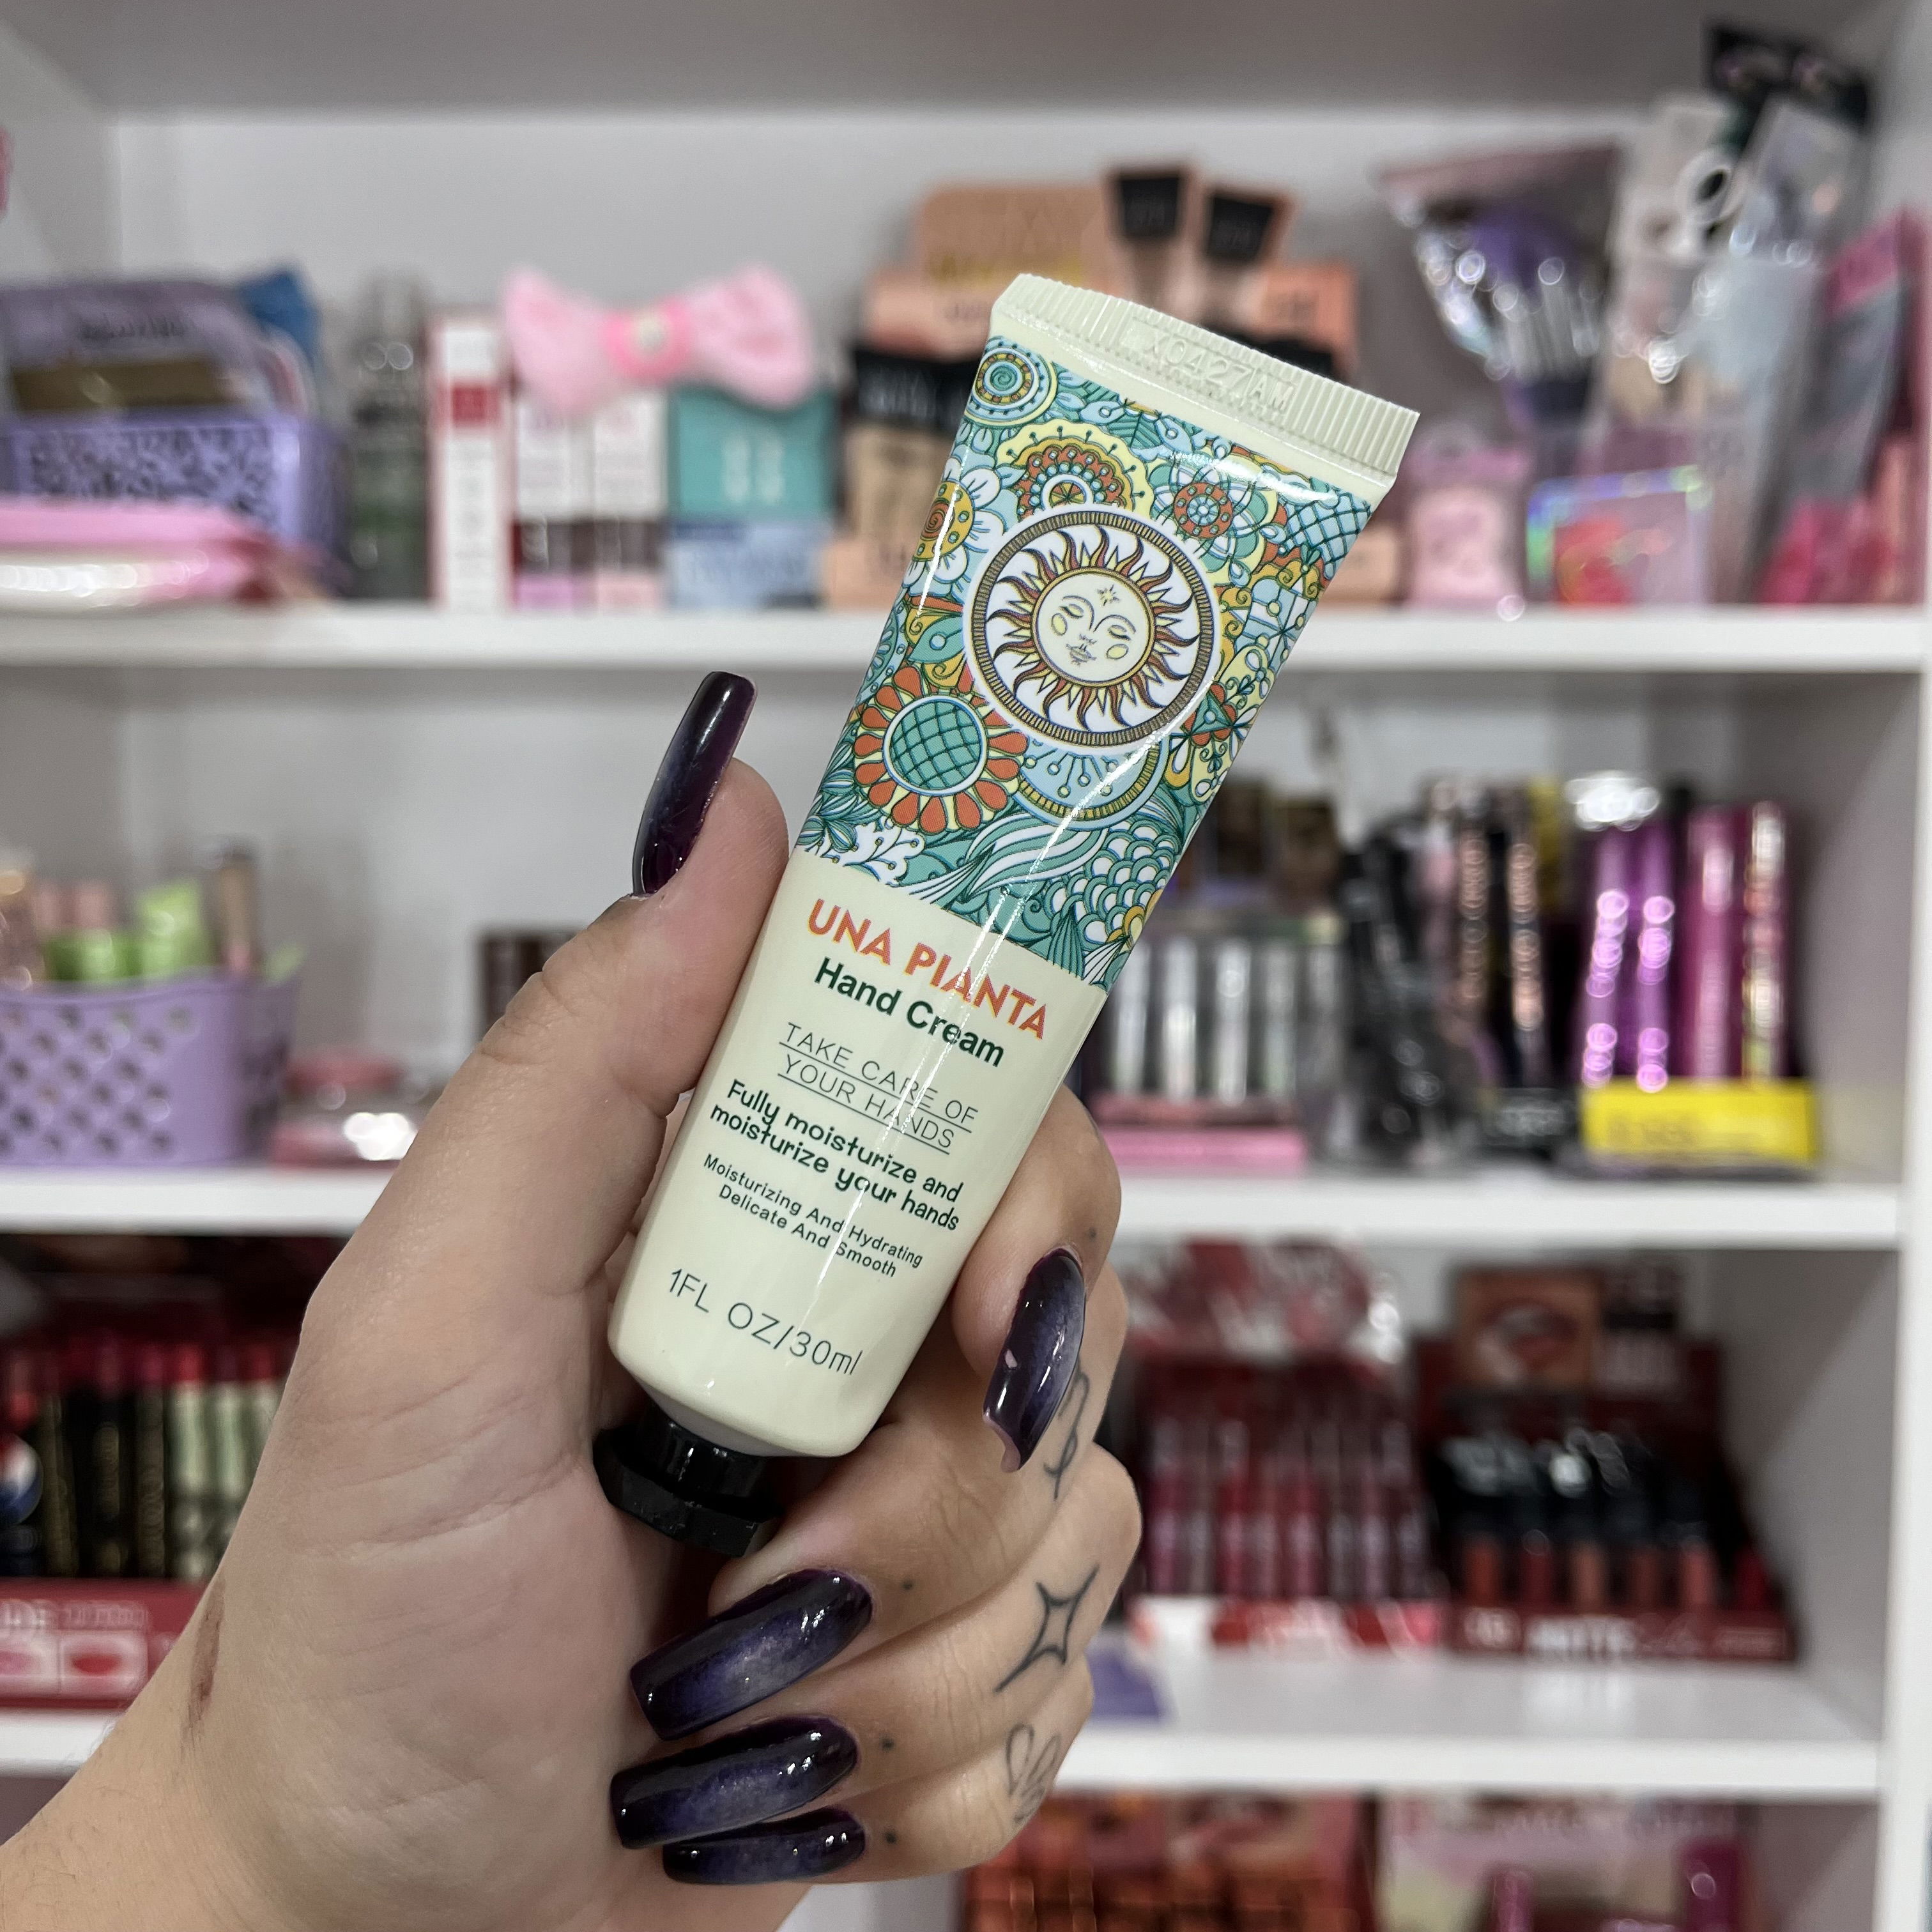 X0427AM
UNA PIANTA
Hand Cream
TAKE CARE OF
YOUR HANDS
Fully moisturize and
moisturize your hands
Moisturizing And Hydrating
Delicate And Smooth
1FL OZ/30ml